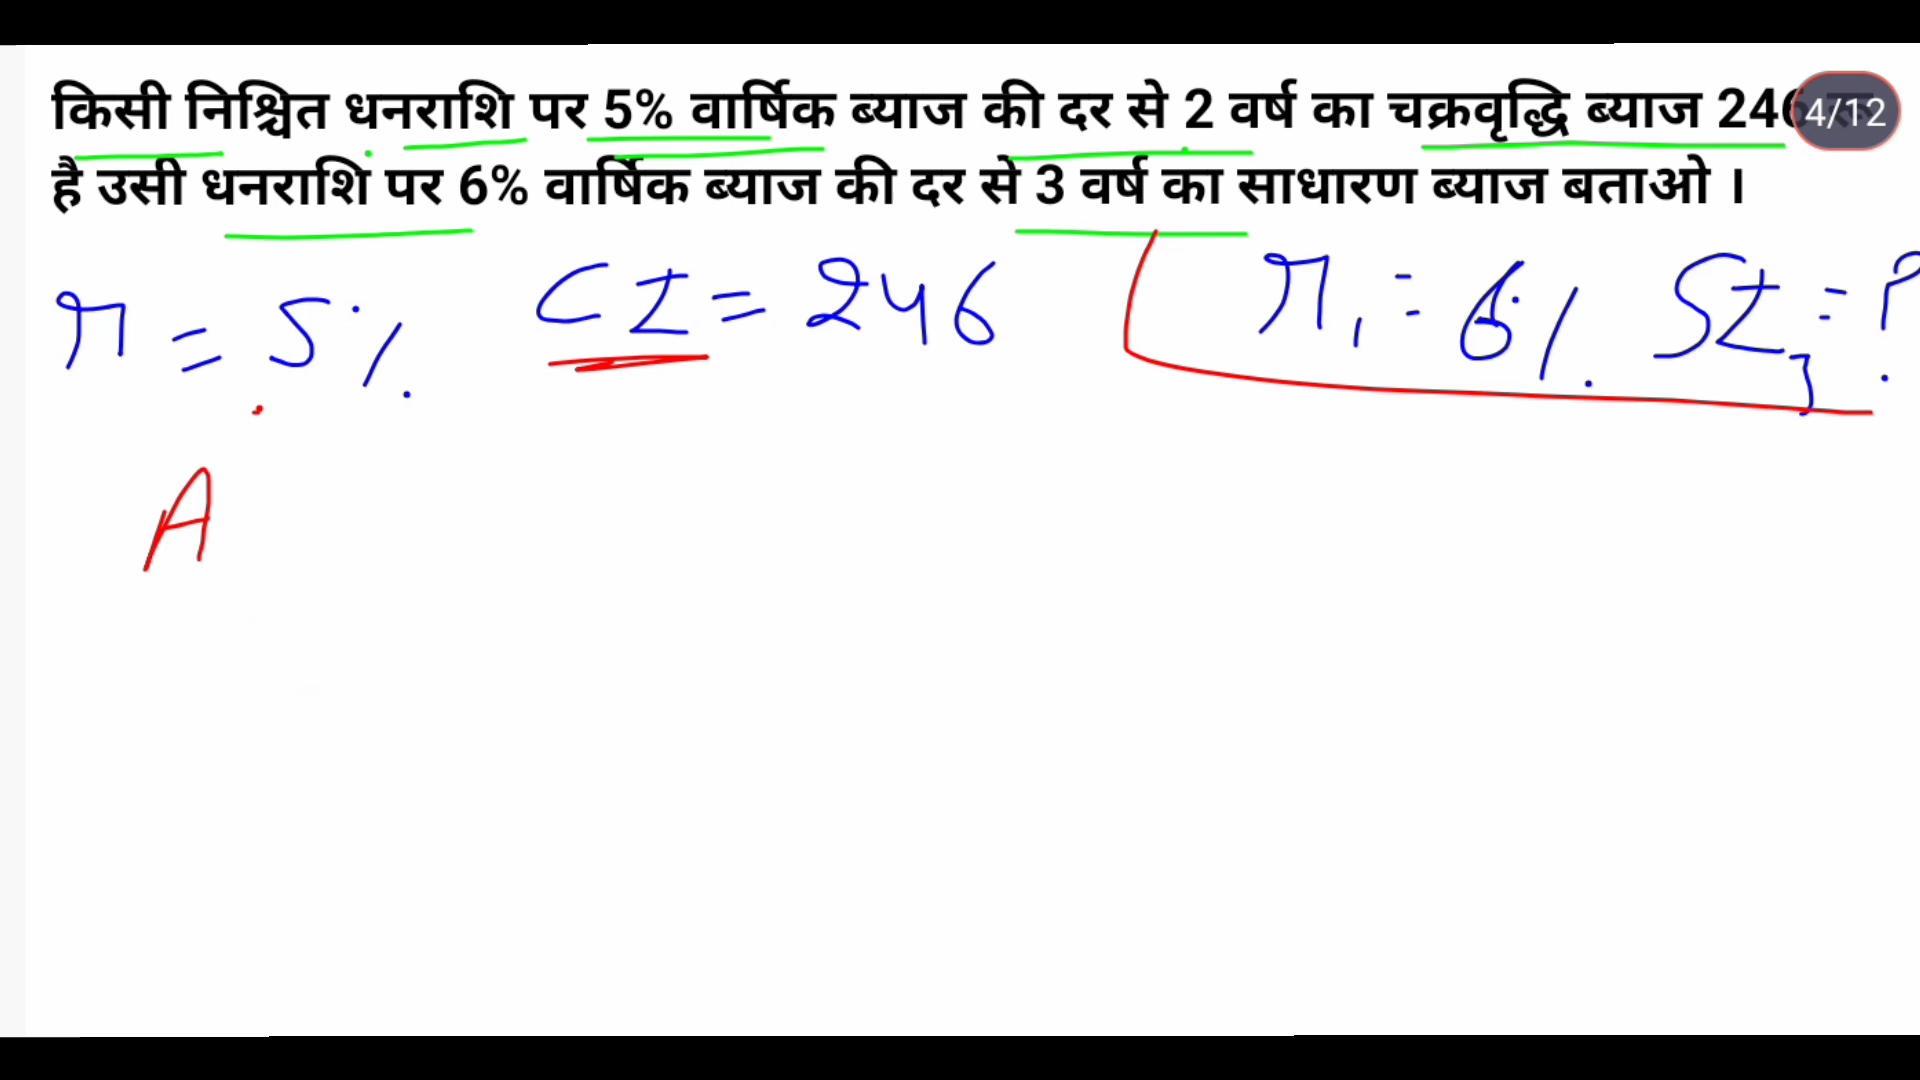 किसी निश्चित धनराशि पर 5% वार्षिक ब्याज की दर से 2 वर्ष का चक्रवृद्धि ब्याज 246
4/12
है उसी धनराशि पर 6% वार्षिक ब्याज की दर से 3 वर्ष का साधारण ब्याज बताओ ।
r = 5% CI = 246 r₁ = 6% SI₃ = ?
A